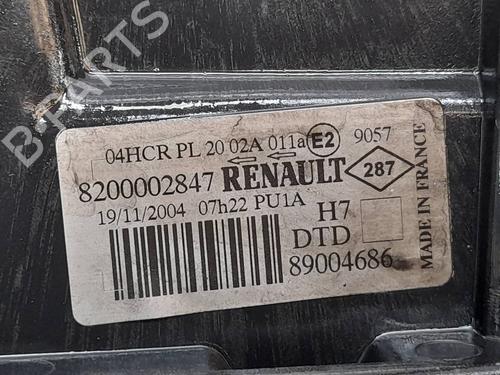 B-PARTS
04HCR PL 20 02A 011a E2 9057
8200002847 RENAULT 287
19/11/2004 07h22 PU1A H7
DTD
89004686
MADE IN FRANCE